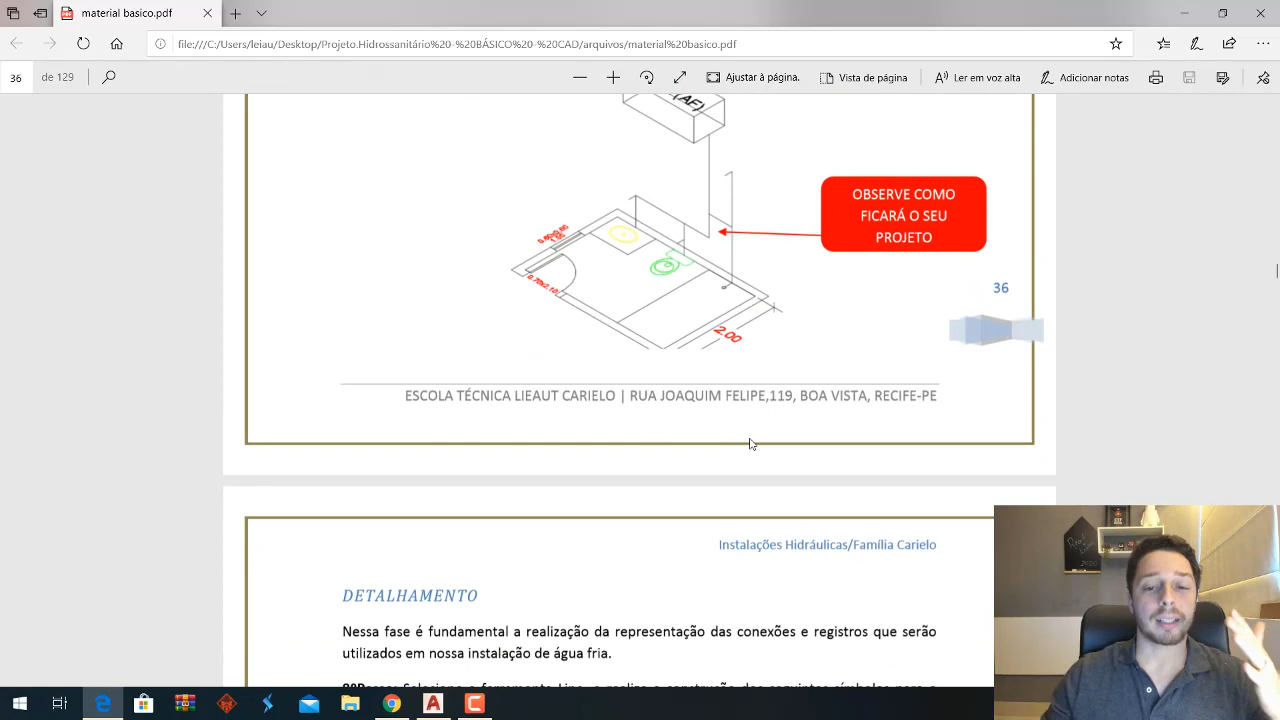 file:///C:/Users/leiau/Desktop/Projeto.Hidrossanitário%20-%20BÁSICO%20-%20CAD/arquivos/material%20basico.pdf
36 de 129
Ajustar à página
Vista de página
Ler em voz alta
Adicionar notas
(AF)
OBSERVE COMO
FICARÁ O SEU
PROJETO
0.70x2.10
2.00
36
ESCOLA TÉCNICA LIEAUT CARIELO | RUA JOAQUIM FELIPE,119, BOA VISTA, RECIFE-PE
Instalações Hidráulicas/Família Carielo
DETALHAMENTO
Nessa fase é fundamental a realização da representação das conexões e registros que serão
utilizados em nossa instalação de água fria.